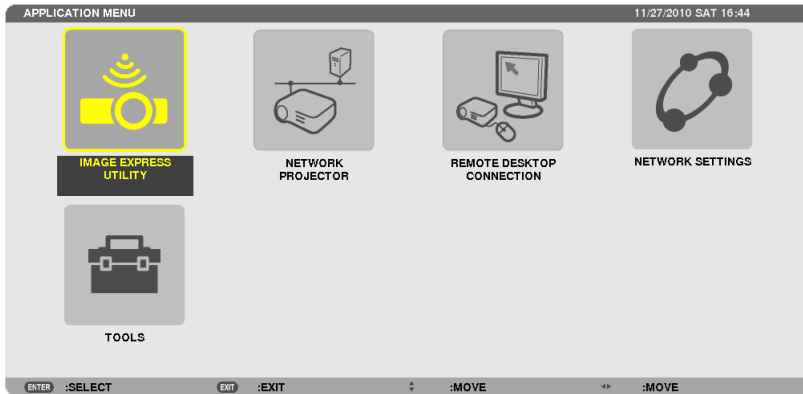 APPLICATION MENU 11/27/2010 SAT 16:44
IMAGE EXPRESS
UTILITY
NETWORK
PROJECTOR
REMOTE DESKTOP
CONNECTION
NETWORK SETTINGS
TOOLS
ENTER :SELECT EXIT :EXIT :MOVE :MOVE